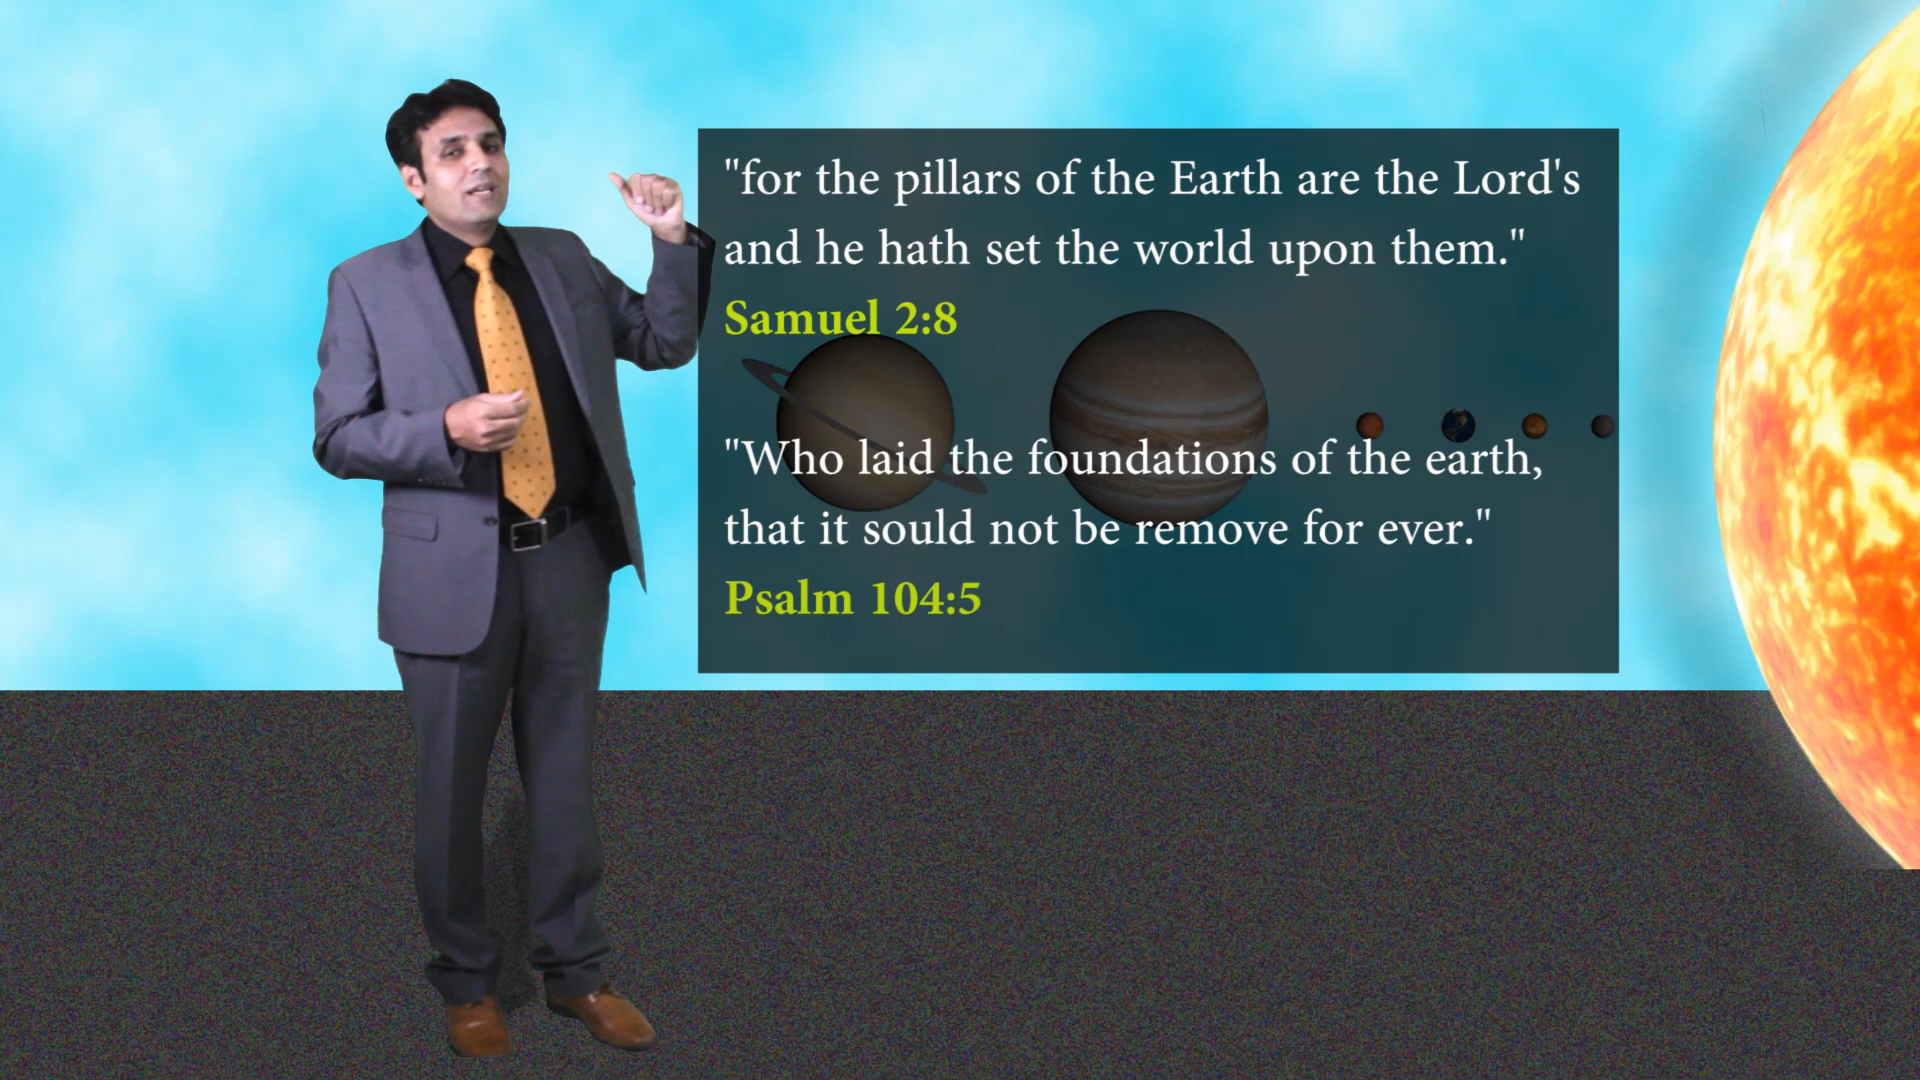 "for the pillars of the Earth are the Lord's
and he hath set the world upon them."
Samuel 2:8
"Who laid the foundations of the earth,
that it sould not be remove for ever."
Psalm 104:5